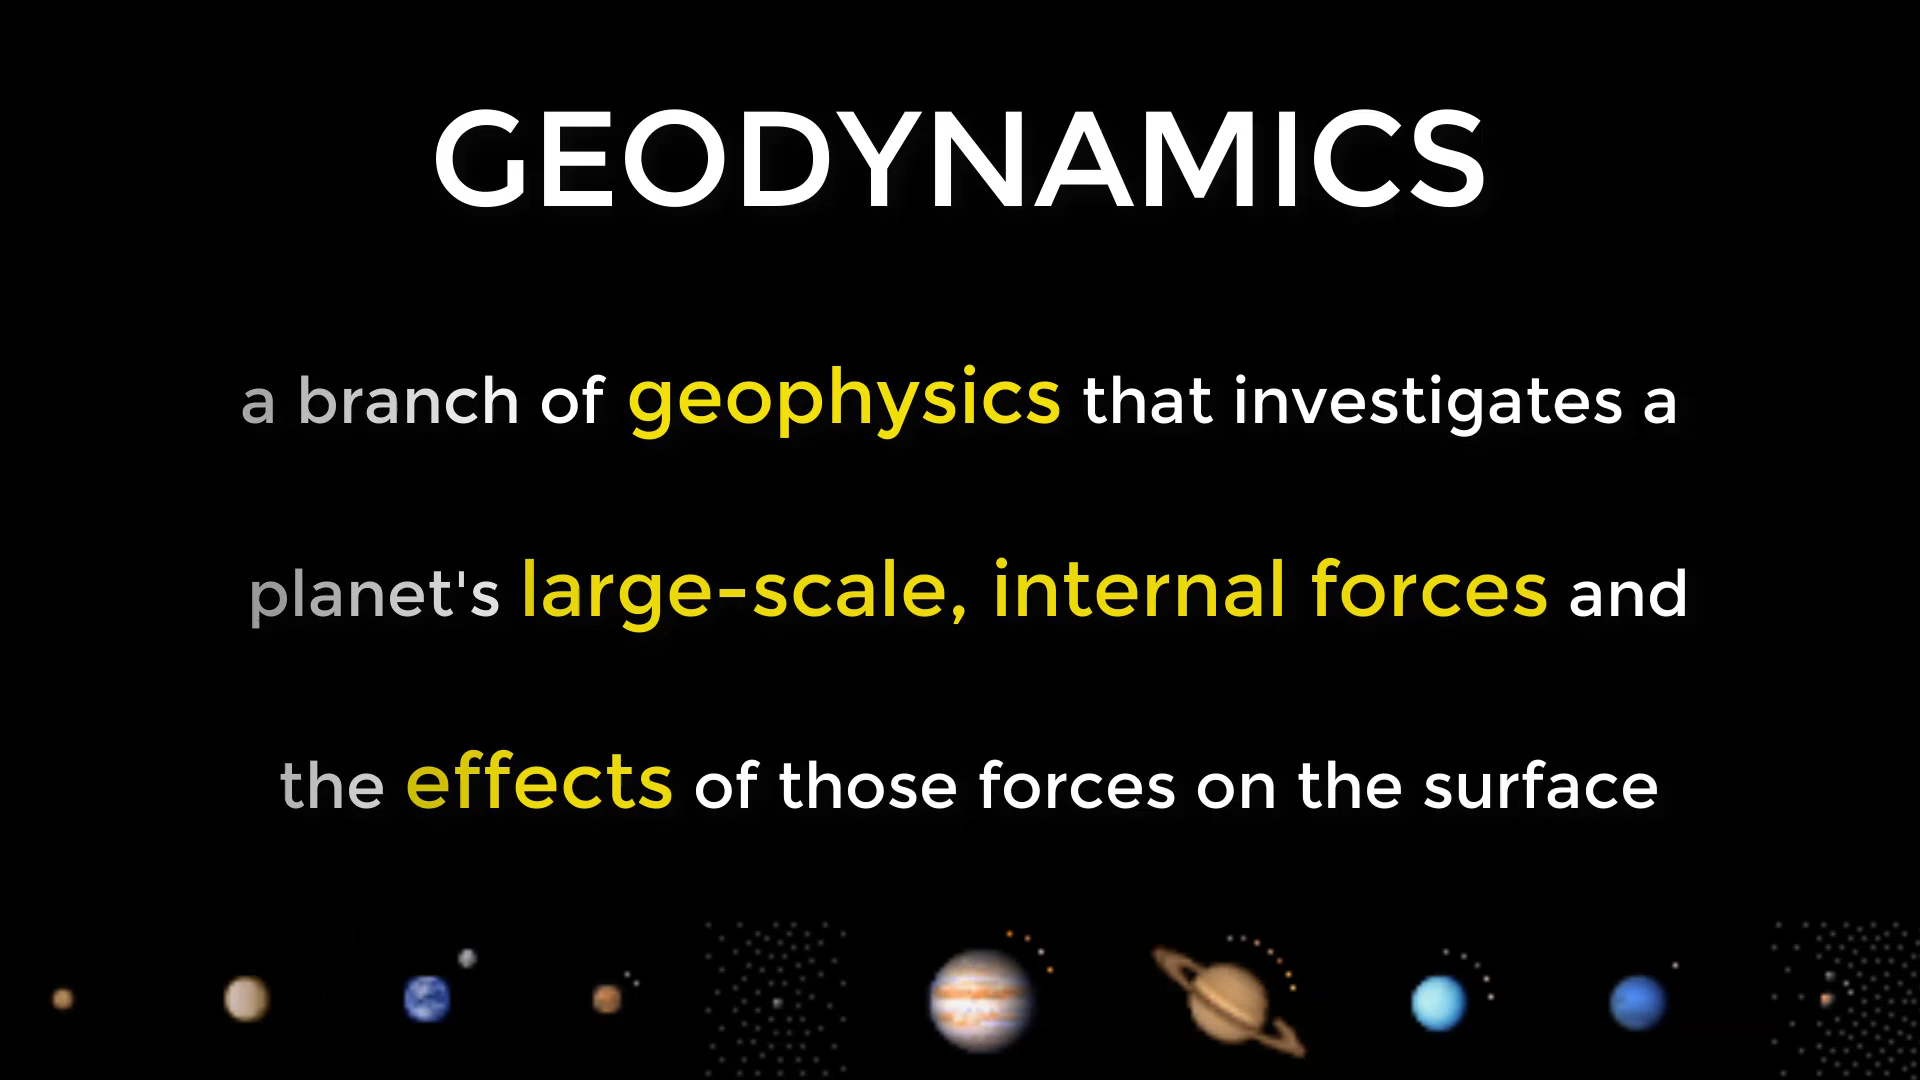 GEODYNAMICS
a branch of geophysics that investigates a
planet's large-scale, internal forces and
the effects of those forces on the surface